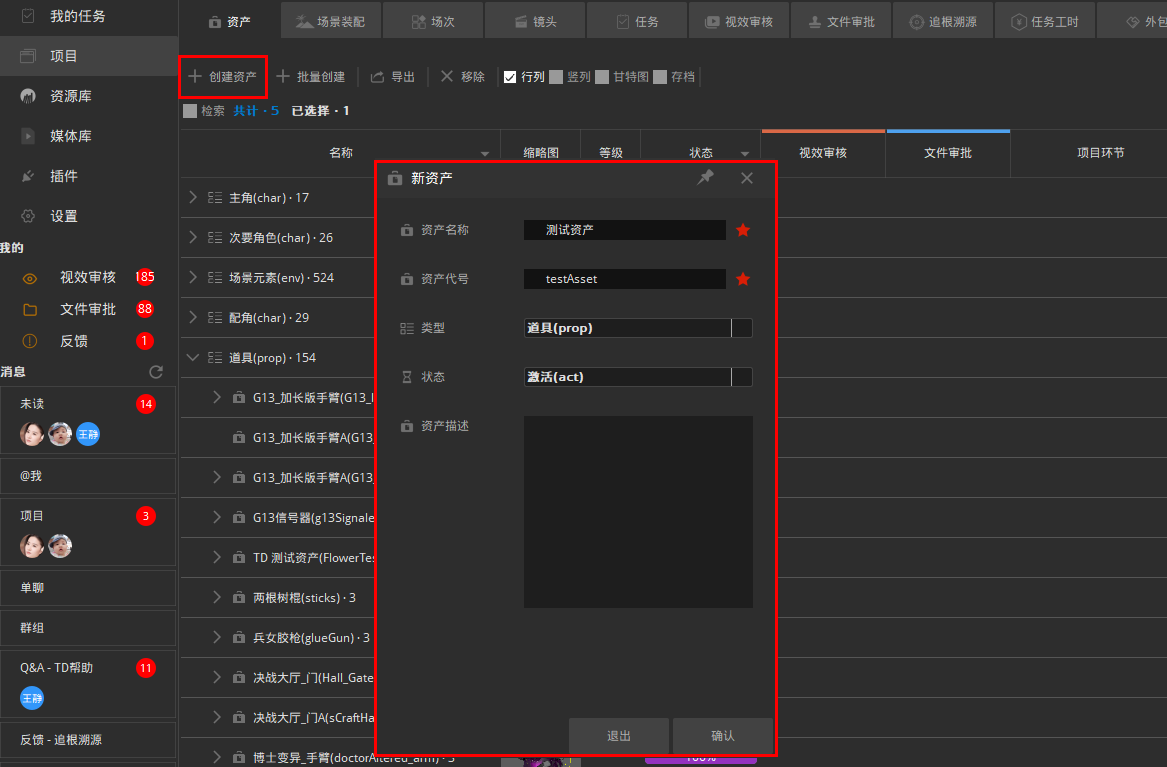 我的任务
项目
资源库
媒体库
插件
设置
我的
视效审核 185
文件审批 88
反馈 1
消息
未读 14
王静
@我
项目 3
单聊
群组
Q&A - TD帮助 11
王静
反馈 - 追根溯源
资产 场景装配 场次 镜头 任务 视效审核 文件审批 追根溯源 任务工时 外包
创建资产 批量创建 导出 移除 行列 竖列 甘特图 存档
检索 共计 · 5 已选择 · 1
名称 缩略图 等级 状态 视效审核 文件审批 项目环节
主角(char) · 17
次要角色(char) · 26
场景元素(env) · 524
配角(char) · 29
道具(prop) · 154
G13_加长版手臂(G13_
G13_加长版手臂A(G13_
G13_加长版手臂A(G13_
G13信号器(g13Signale
TD 测试资产(FlowerTes
两根树棍(sticks) · 3
兵女胶枪(glueGun) · 3
决战大厅_门(Hall_Gate
决战大厅_门A(sCraftHa
博士变异_手臂(doctorAltered_arm) · 3
100%
新资产
资产名称 测试资产
资产代号 testAsset
类型 道具(prop)
状态 激活(act)
资产描述
退出 确认